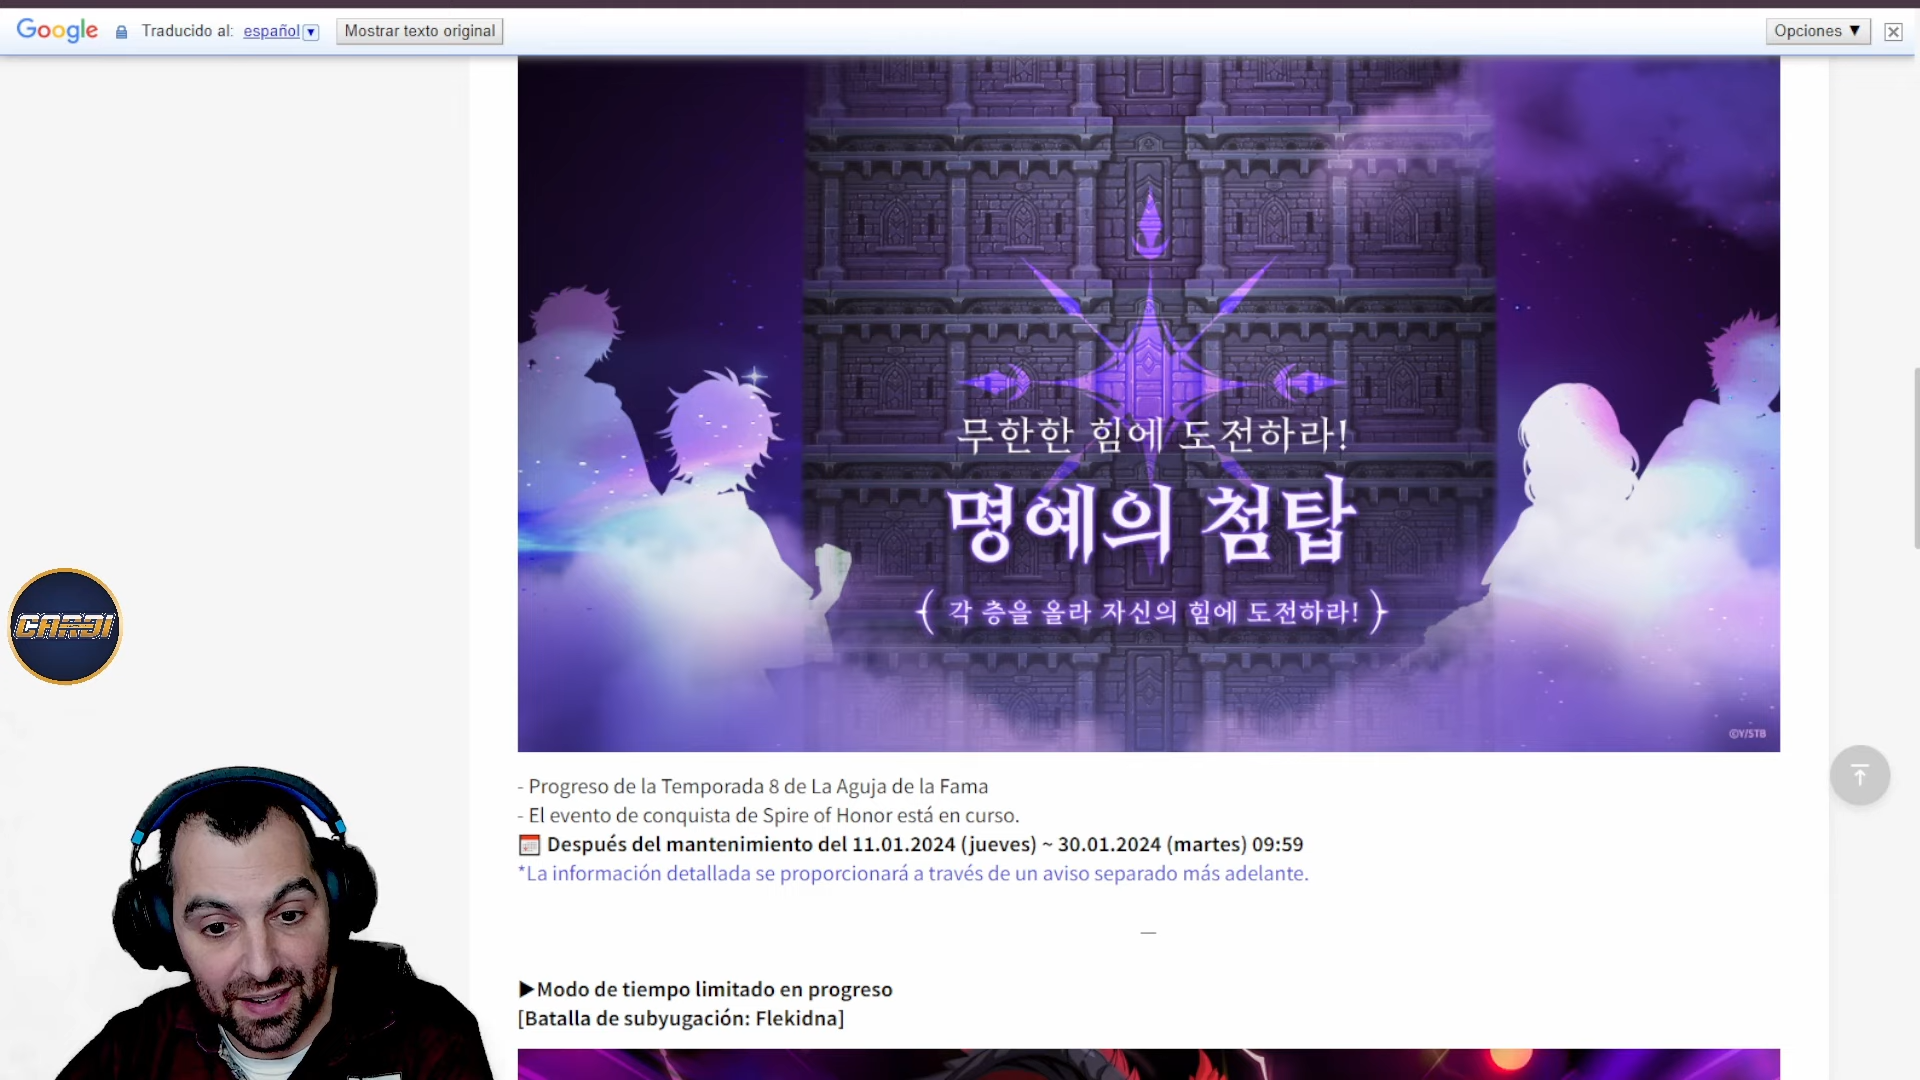 Google Traducido al: español ▼ Mostrar texto original Opciones ▼
무한한 힘에 도전하라!
명예의 첨탑
( 각 층을 올라 자신의 힘에 도전하라! )
©Y/STB
CARDI
- Progreso de la Temporada 8 de La Aguja de la Fama
- El evento de conquista de Spire of Honor está en curso.
Después del mantenimiento del 11.01.2024 (jueves) ~ 30.01.2024 (martes) 09:59
*La información detallada se proporcionará a través de un aviso separado más adelante.
—
▶Modo de tiempo limitado en progreso
[Batalla de subyugación: Flekidna]